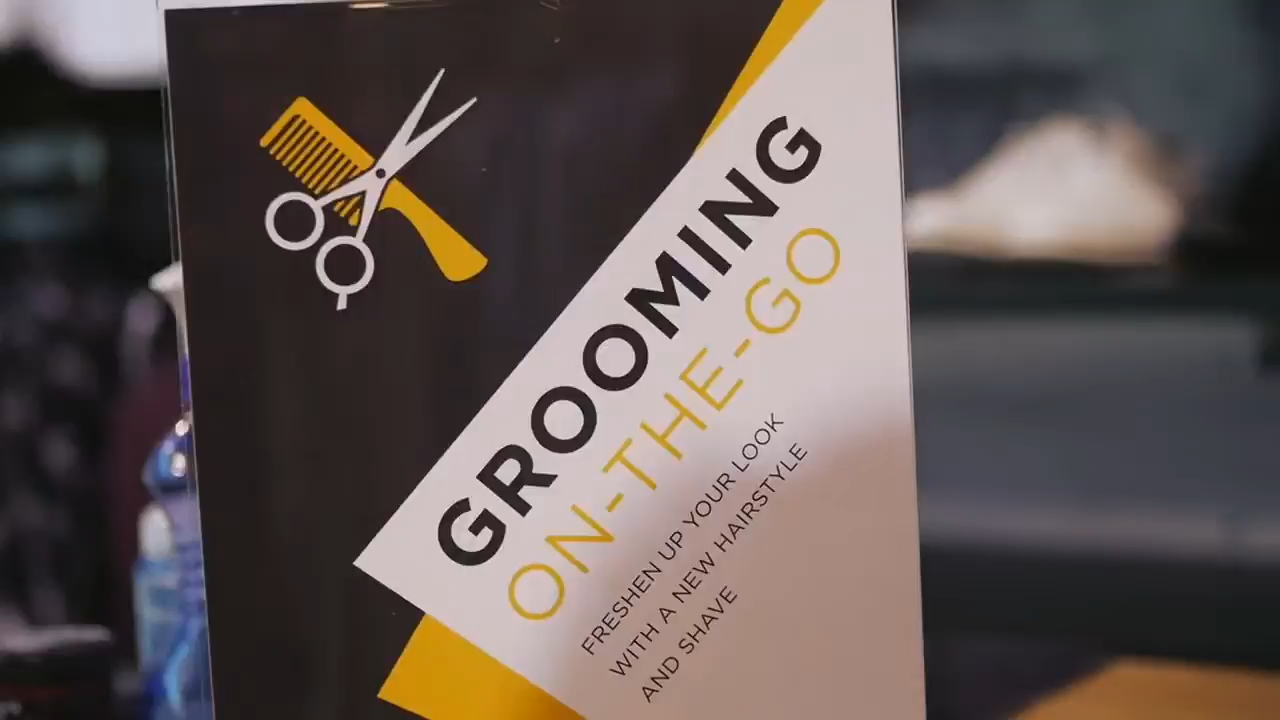 GROOMING
ON-THE-GO
FRESHEN UP YOUR LOOK
WITH A NEW HAIRSTYLE
AND SHAVE